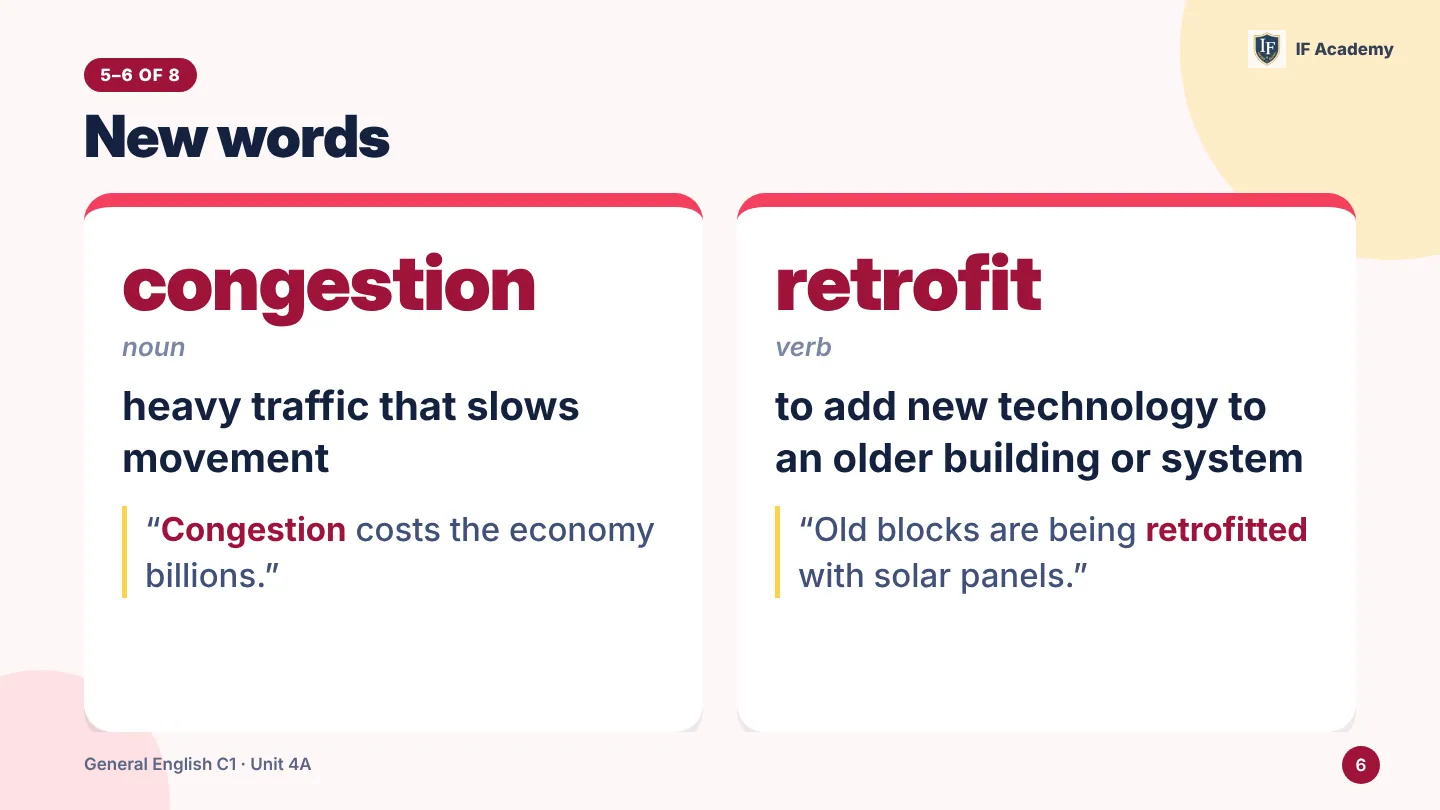 IF
IF Academy
5–6 OF 8
New words
congestion
noun
heavy traffic that slows
movement
“Congestion costs the economy
billions.”
retrofit
verb
to add new technology to
an older building or system
“Old blocks are being retrofitted
with solar panels.”
General English C1 · Unit 4A
6